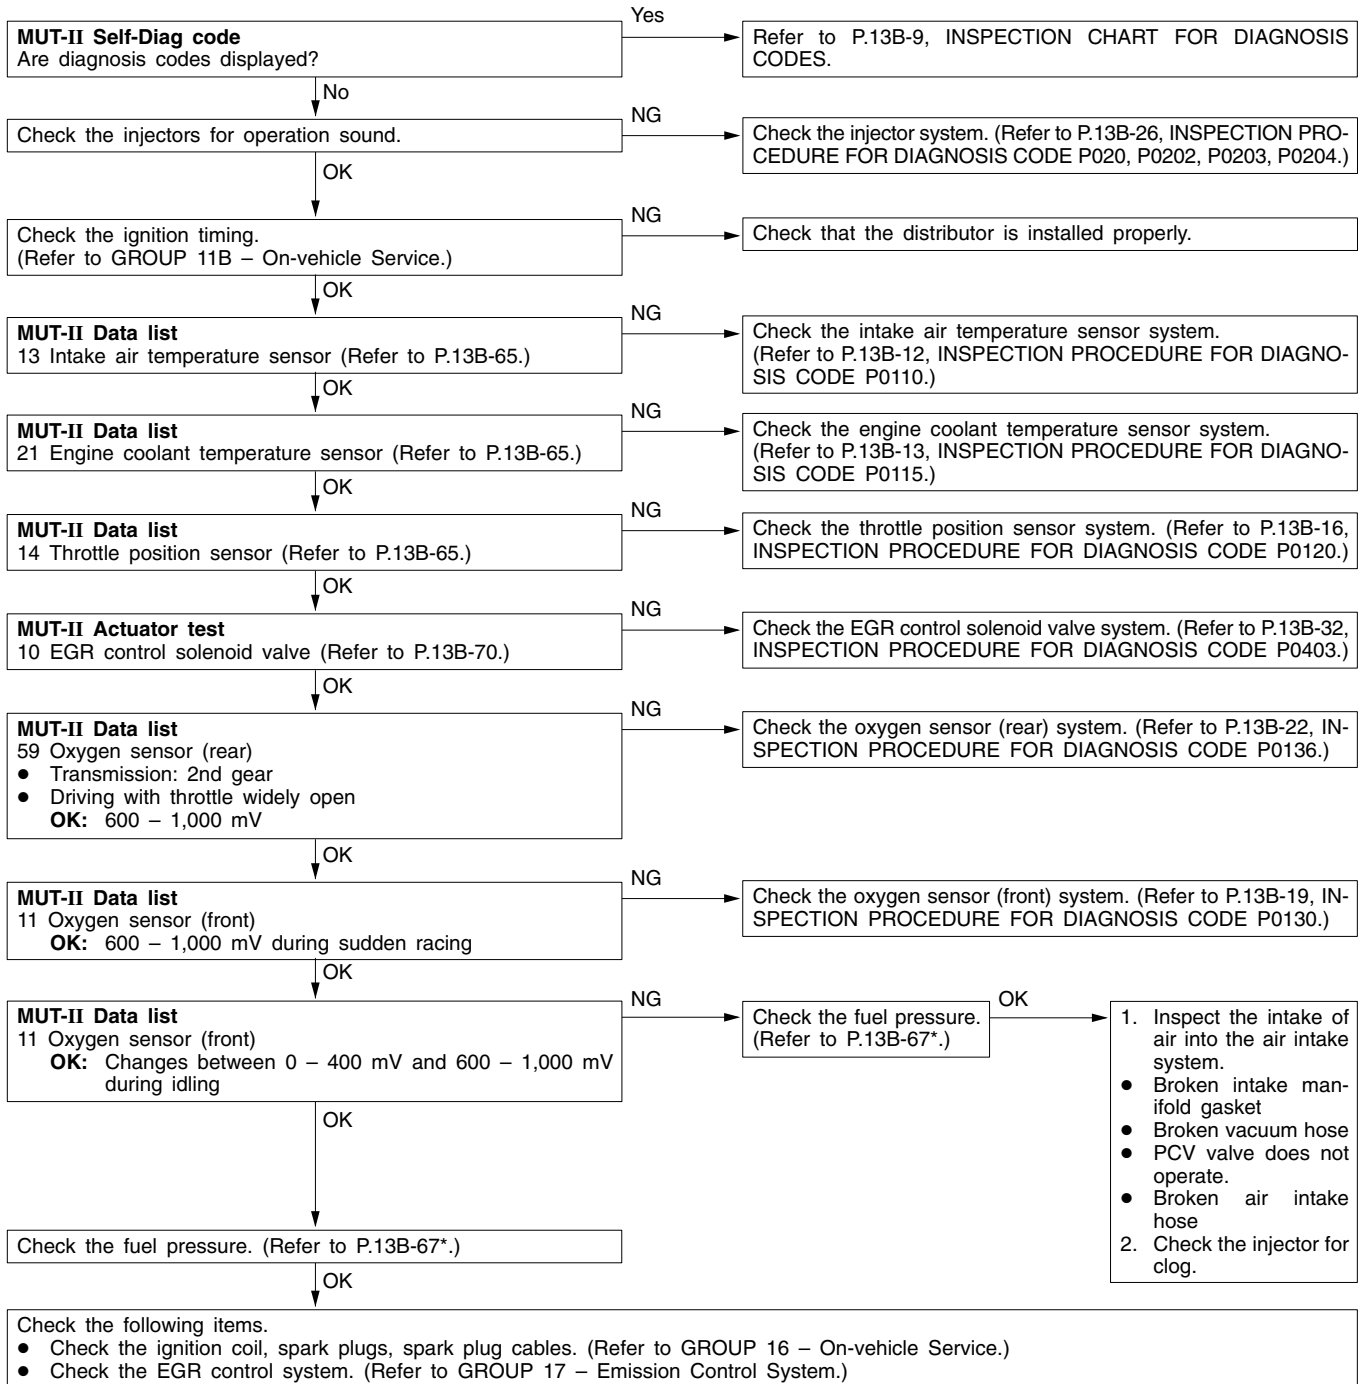 MUT-II Self-Diag code
Are diagnosis codes displayed?
Yes
Refer to P.13B-9, INSPECTION CHART FOR DIAGNOSIS
CODES.
No
Check the injectors for operation sound.
NG
Check the injector system. (Refer to P.13B-26, INSPECTION PRO-
CEDURE FOR DIAGNOSIS CODE P020, P0202, P0203, P0204.)
OK
Check the ignition timing.
(Refer to GROUP 11B – On-vehicle Service.)
NG
Check that the distributor is installed properly.
OK
MUT-II Data list
13 Intake air temperature sensor (Refer to P.13B-65.)
NG
Check the intake air temperature sensor system.
(Refer to P.13B-12, INSPECTION PROCEDURE FOR DIAGNO-
SIS CODE P0110.)
OK
MUT-II Data list
21 Engine coolant temperature sensor (Refer to P.13B-65.)
NG
Check the engine coolant temperature sensor system.
(Refer to P.13B-13, INSPECTION PROCEDURE FOR DIAGNO-
SIS CODE P0115.)
OK
MUT-II Data list
14 Throttle position sensor (Refer to P.13B-65.)
NG
Check the throttle position sensor system. (Refer to P.13B-16,
INSPECTION PROCEDURE FOR DIAGNOSIS CODE P0120.)
OK
MUT-II Actuator test
10 EGR control solenoid valve (Refer to P.13B-70.)
NG
Check the EGR control solenoid valve system. (Refer to P.13B-32,
INSPECTION PROCEDURE FOR DIAGNOSIS CODE P0403.)
OK
MUT-II Data list
59 Oxygen sensor (rear)
● Transmission: 2nd gear
● Driving with throttle widely open
OK: 600 – 1,000 mV
NG
Check the oxygen sensor (rear) system. (Refer to P.13B-22, IN-
SPECTION PROCEDURE FOR DIAGNOSIS CODE P0136.)
OK
MUT-II Data list
11 Oxygen sensor (front)
OK: 600 – 1,000 mV during sudden racing
NG
Check the oxygen sensor (front) system. (Refer to P.13B-19, IN-
SPECTION PROCEDURE FOR DIAGNOSIS CODE P0130.)
OK
MUT-II Data list
11 Oxygen sensor (front)
OK: Changes between 0 – 400 mV and 600 – 1,000 mV
during idling
NG
Check the fuel pressure.
(Refer to P.13B-67*.)
OK
1. Inspect the intake of
air into the air intake
system.
● Broken intake man-
ifold gasket
● Broken vacuum hose
● PCV valve does not
operate.
● Broken air intake
hose
2. Check the injector for
clog.
OK
Check the fuel pressure. (Refer to P.13B-67*.)
OK
Check the following items.
● Check the ignition coil, spark plugs, spark plug cables. (Refer to GROUP 16 – On-vehicle Service.)
● Check the EGR control system. (Refer to GROUP 17 – Emission Control System.)